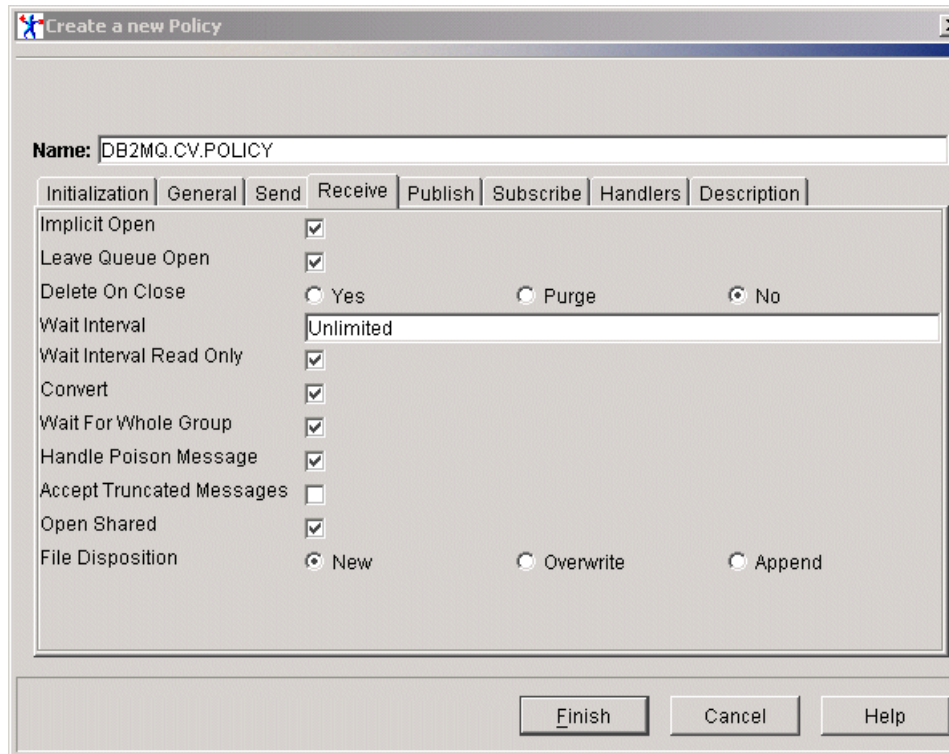 Create a new Policy
Name: DB2MQ.CV.POLICY
Initialization General Send Receive Publish Subscribe Handlers Description
Implicit Open
Leave Queue Open
Delete On Close Yes Purge No
Wait Interval Unlimited
Wait Interval Read Only
Convert
Wait For Whole Group
Handle Poison Message
Accept Truncated Messages
Open Shared
File Disposition New Overwrite Append
Finish Cancel Help